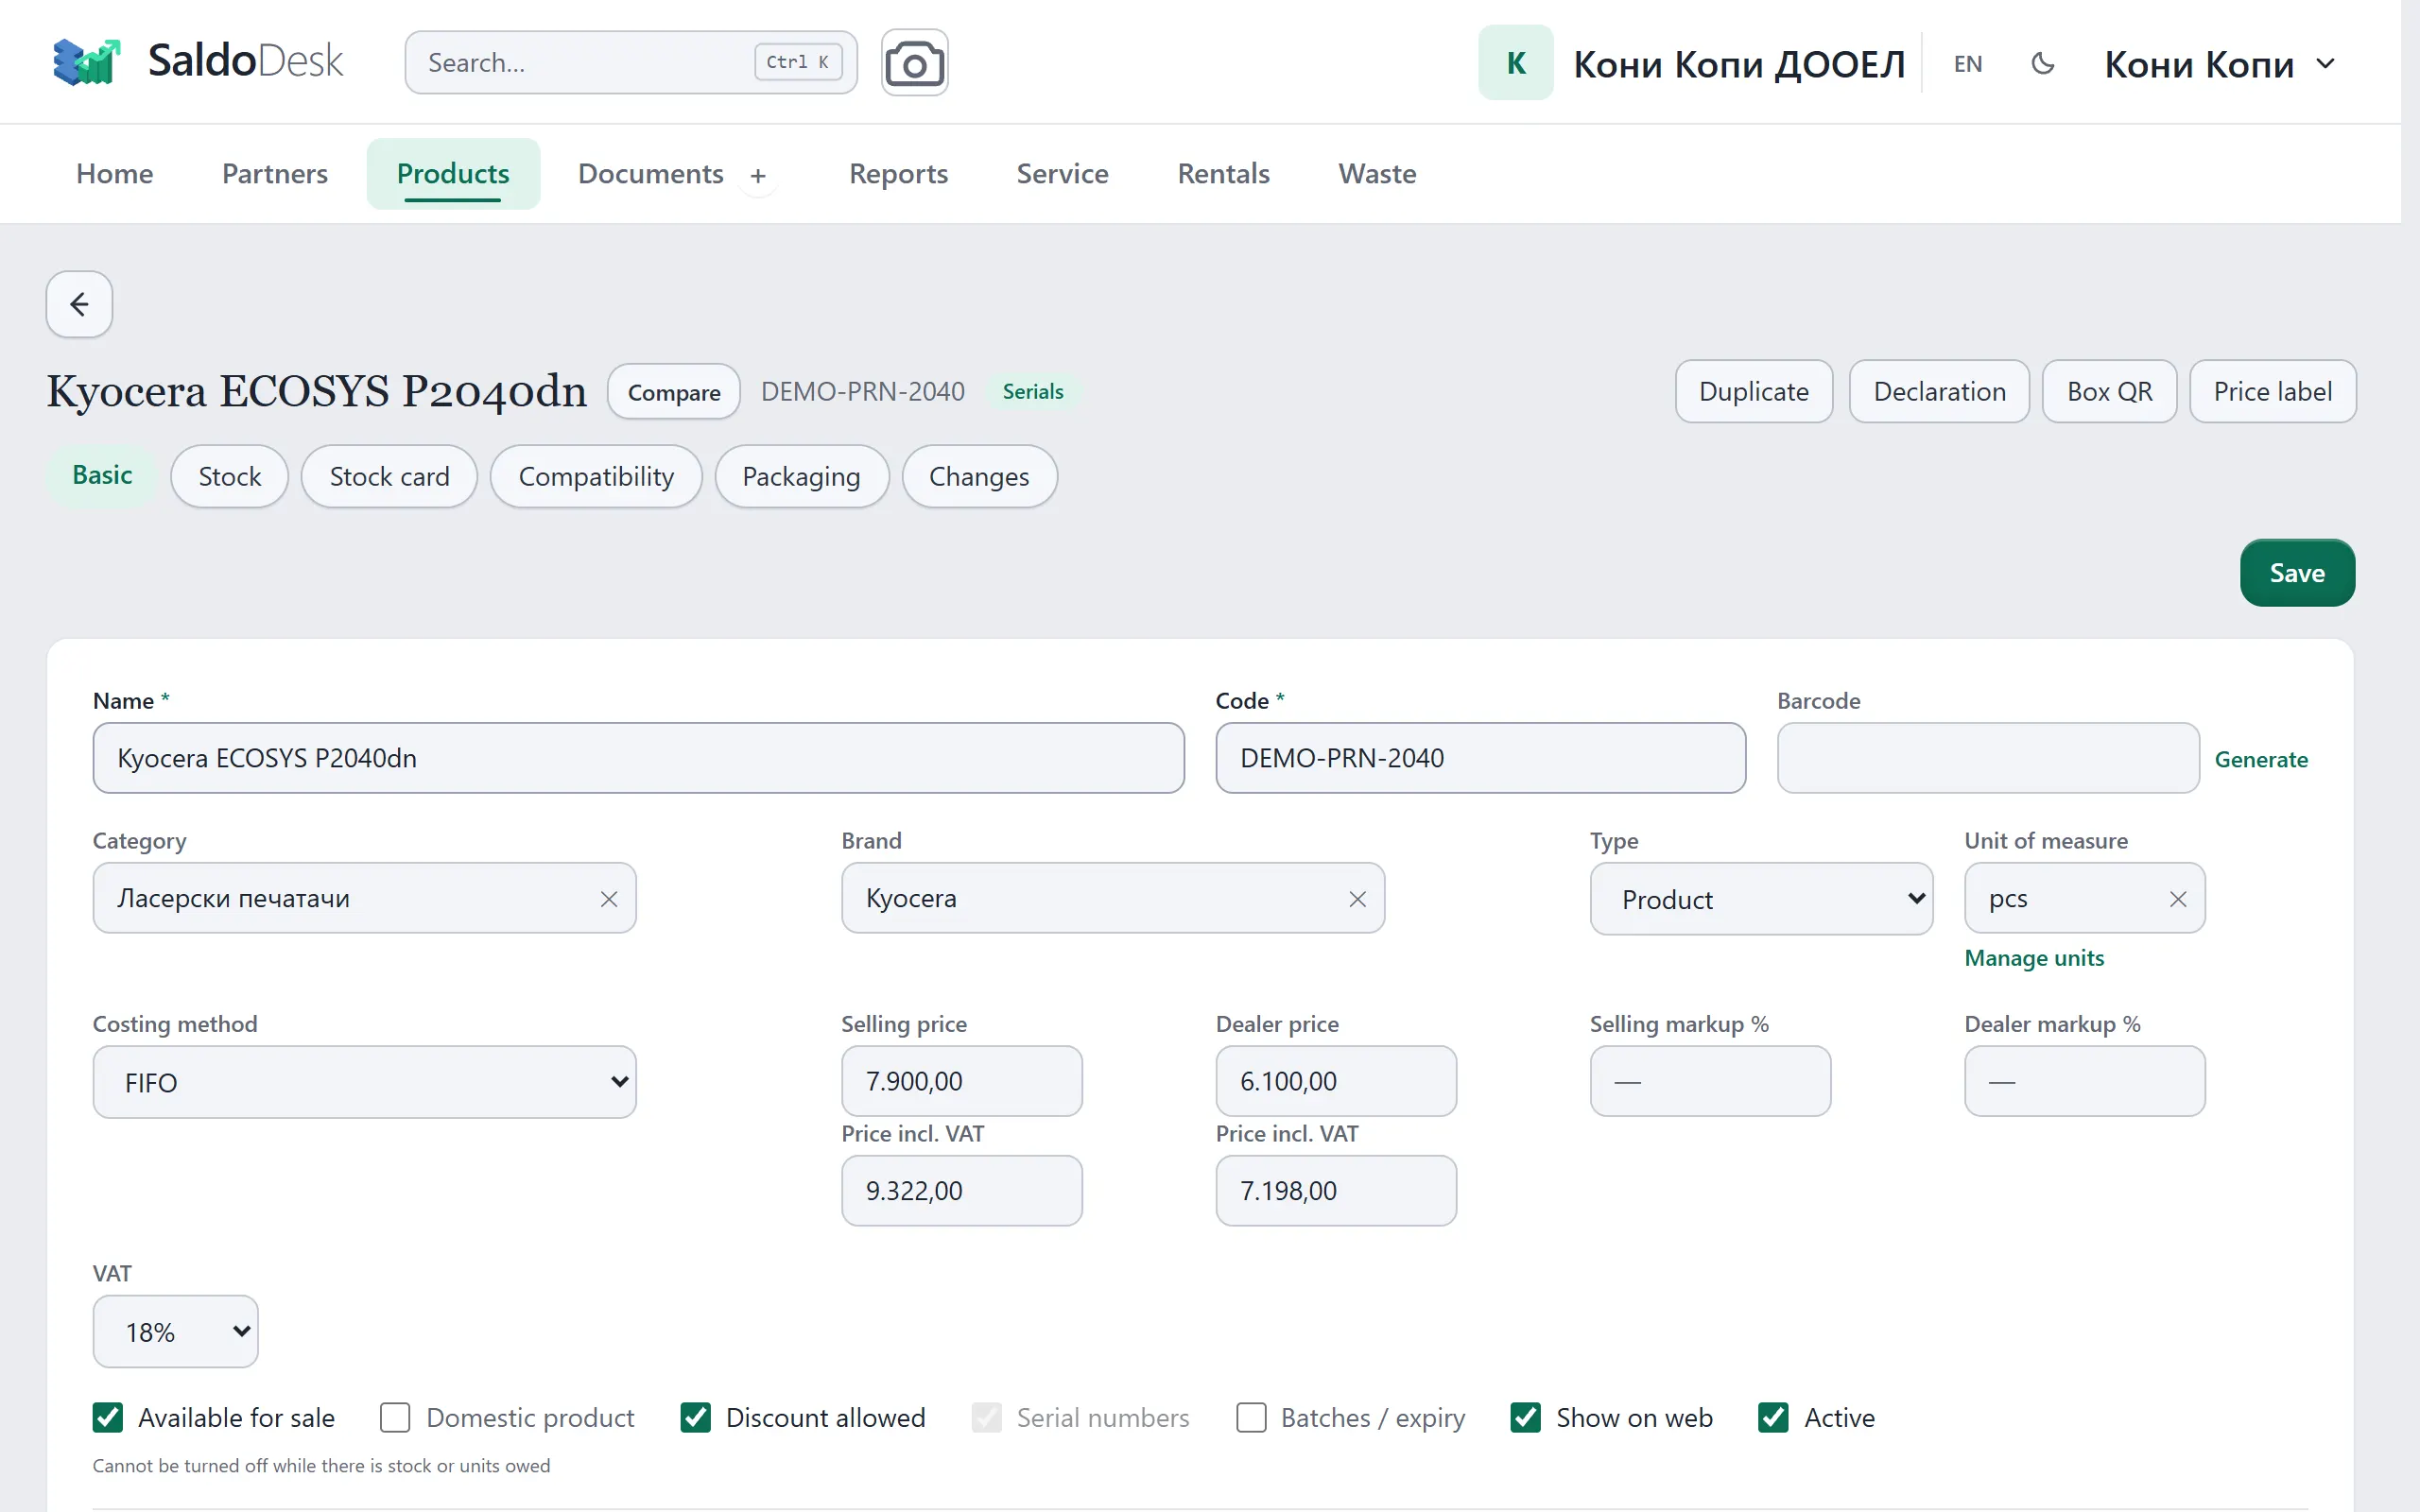 SaldoDesk
Search...
Ctrl K
K
Кони Копи ДООЕЛ
EN
Кони Копи
Home
Partners
Products
Documents +
Reports
Service
Rentals
Waste
Kyocera ECOSYS P2040dn
Compare
DEMO-PRN-2040
Serials
Duplicate
Declaration
Box QR
Price label
Basic
Stock
Stock card
Compatibility
Packaging
Changes
Save
Name *
Code *
Barcode
Kyocera ECOSYS P2040dn
DEMO-PRN-2040
Generate
Category
Brand
Type
Unit of measure
Ласерски печатачи
Kyocera
Product
pcs
Manage units
Costing method
Selling price
Dealer price
Selling markup %
Dealer markup %
FIFO
7.900,00
6.100,00
—
—
Price incl. VAT
Price incl. VAT
9.322,00
7.198,00
VAT
18%
Available for sale
Domestic product
Discount allowed
Serial numbers
Batches / expiry
Show on web
Active
Cannot be turned off while there is stock or units owed